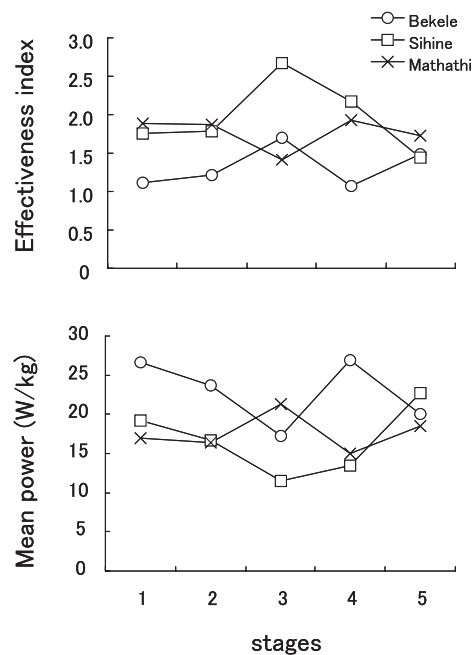 Bekele
Sihine
Mathathi
Effectiveness index
3.0
2.5
2.0
1.5
1.0
0.5
0
Mean power (W/kg)
30
25
20
15
10
5
0
1 2 3 4 5
stages